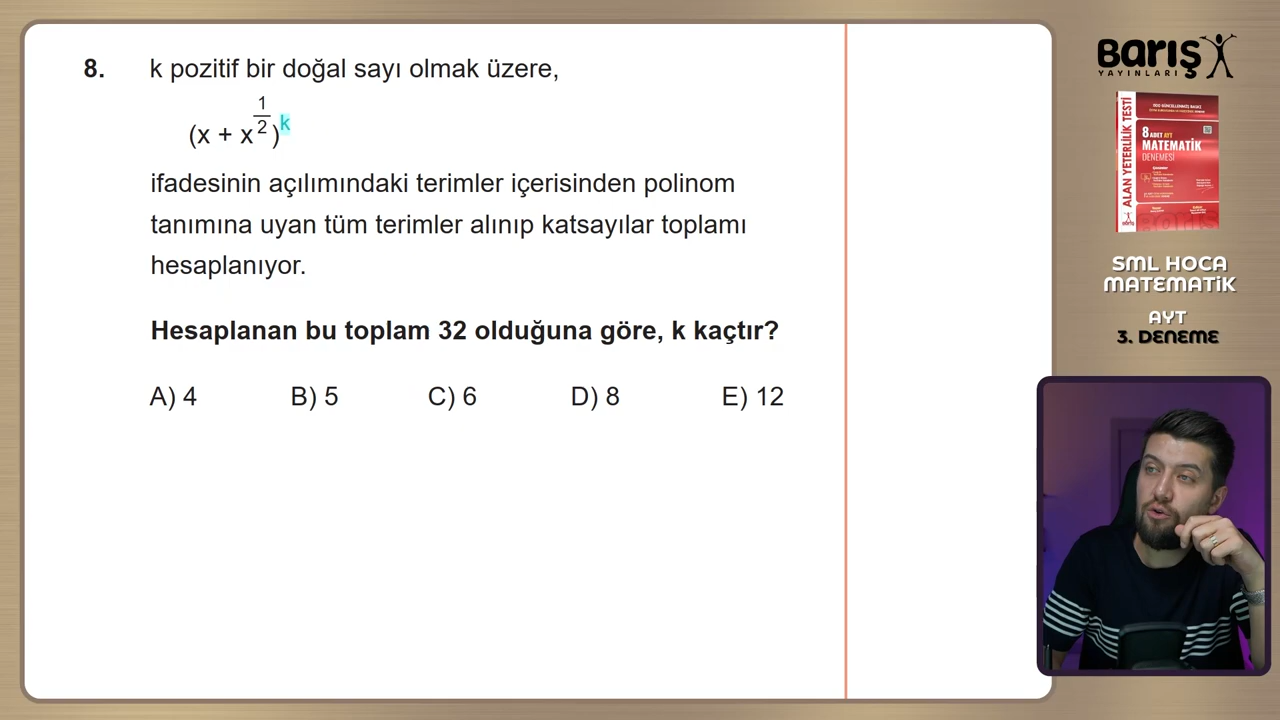 8. k pozitif bir doğal sayı olmak üzere,
(x + x^(1/2))^k
ifadesinin açılımındaki terimler içerisinden polinom
tanımına uyan tüm terimler alınıp katsayılar toplamı
hesaplanıyor.
Hesaplanan bu toplam 32 olduğuna göre, k kaçtır?
A) 4 B) 5 C) 6 D) 8 E) 12
Barış
YAYINLARI
ALAN YETERLİLİK TESTİ
8 ADET AYT
MATEMATİK
DENEMESİ
SML HOCA
MATEMATİK
AYT
3. DENEME